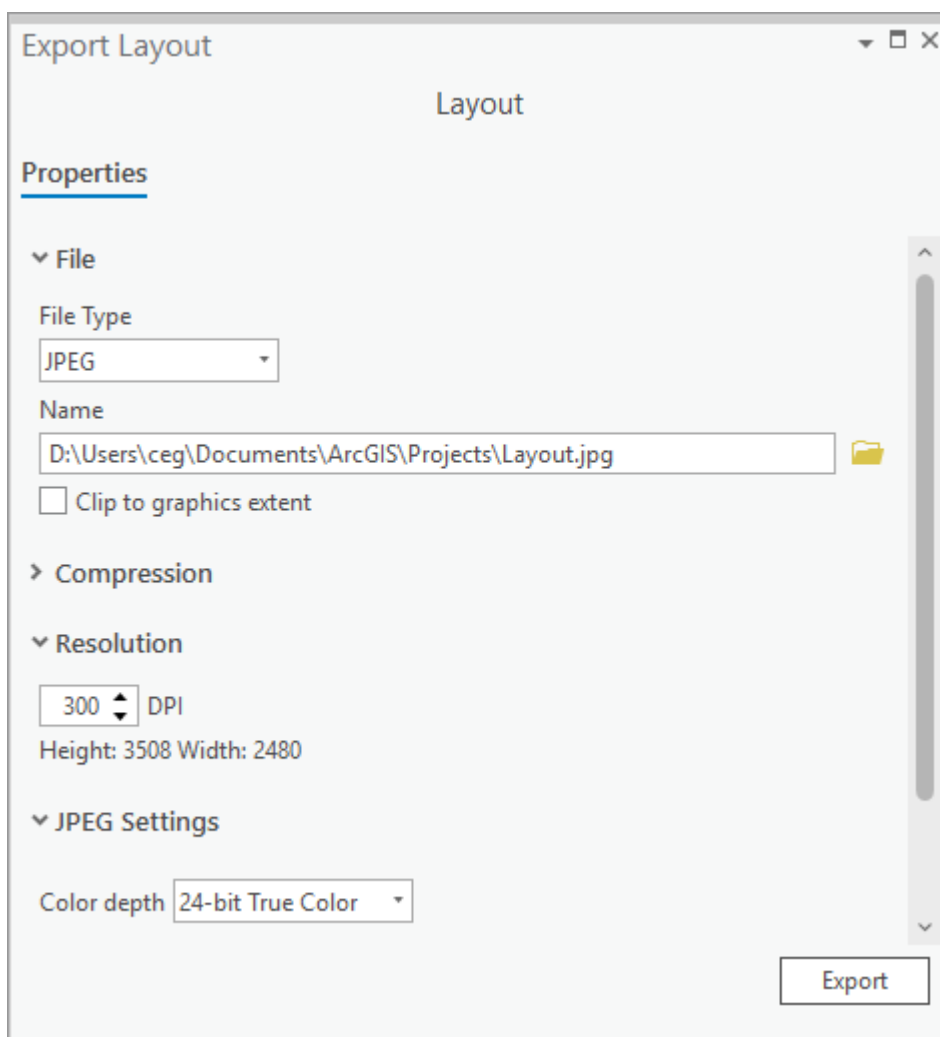 Export Layout
Layout
Properties
File
File Type
JPEG
Name
D:\Users\ceg\Documents\ArcGIS\Projects\Layout.jpg
Clip to graphics extent
Compression
Resolution
300 DPI
Height: 3508 Width: 2480
JPEG Settings
Color depth 24-bit True Color
Export